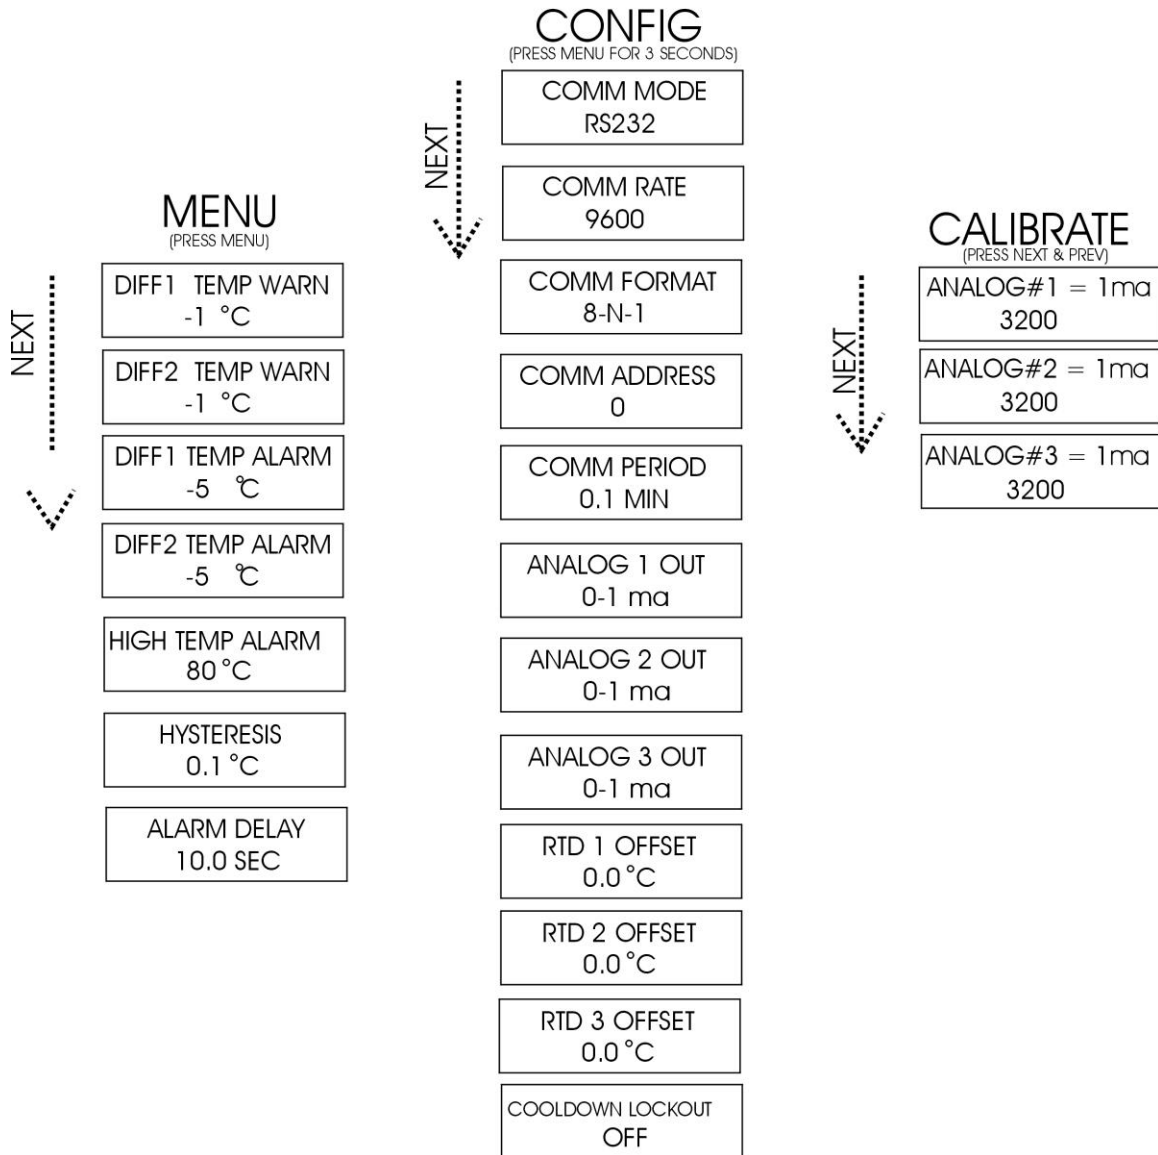 MENU
(PRESS MENU)
NEXT
DIFF1 TEMP WARN
-1 °C
DIFF2 TEMP WARN
-1 °C
DIFF1 TEMP ALARM
-5 °C
DIFF2 TEMP ALARM
-5 °C
HIGH TEMP ALARM
80 °C
HYSTERESIS
0.1 °C
ALARM DELAY
10.0 SEC
CONFIG
(PRESS MENU FOR 3 SECONDS)
NEXT
COMM MODE
RS232
COMM RATE
9600
COMM FORMAT
8-N-1
COMM ADDRESS
0
COMM PERIOD
0.1 MIN
ANALOG 1 OUT
0-1 ma
ANALOG 2 OUT
0-1 ma
ANALOG 3 OUT
0-1 ma
RTD 1 OFFSET
0.0 °C
RTD 2 OFFSET
0.0 °C
RTD 3 OFFSET
0.0 °C
COOLDOWN LOCKOUT
OFF
CALIBRATE
(PRESS NEXT & PREV)
NEXT
ANALOG#1 = 1ma
3200
ANALOG#2 = 1ma
3200
ANALOG#3 = 1ma
3200